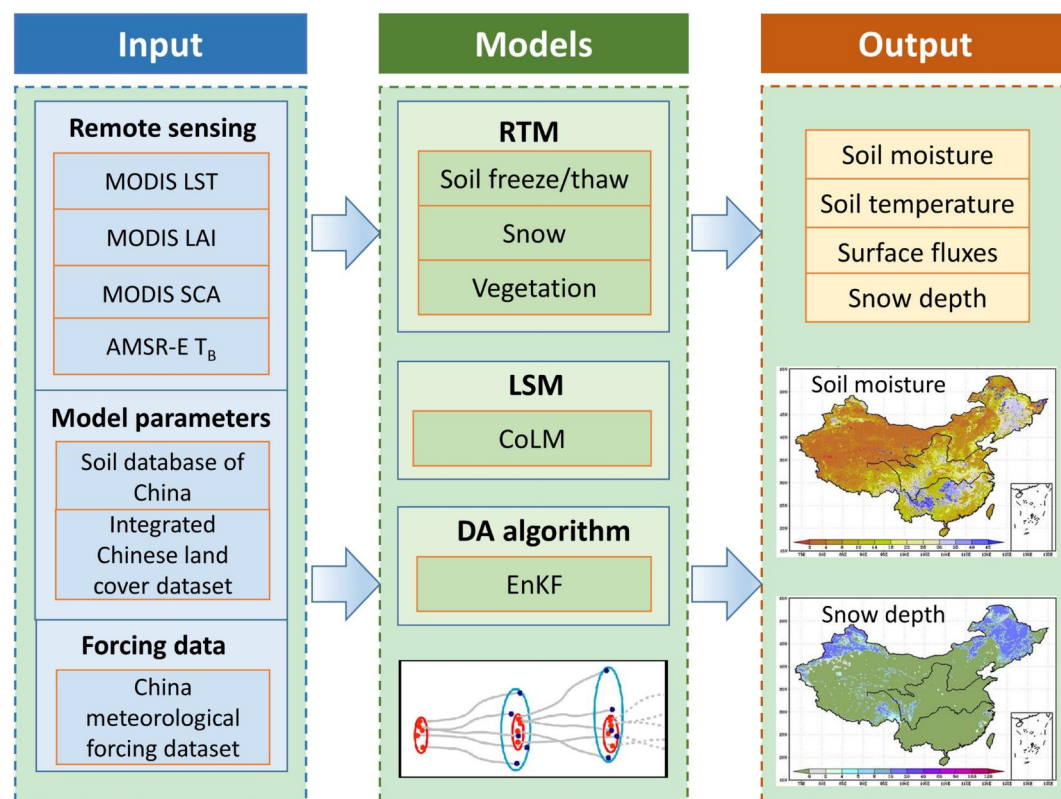 Input
Models
Output
Remote sensing
MODIS LST
MODIS LAI
MODIS SCA
AMSR-E T_B
Model parameters
Soil database of
China
Integrated
Chinese land
cover dataset
Forcing data
China
meteorological
forcing dataset
RTM
Soil freeze/thaw
Snow
Vegetation
LSM
CoLM
DA algorithm
EnKF
Soil moisture
Soil temperature
Surface fluxes
Snow depth
Soil moisture
Snow depth